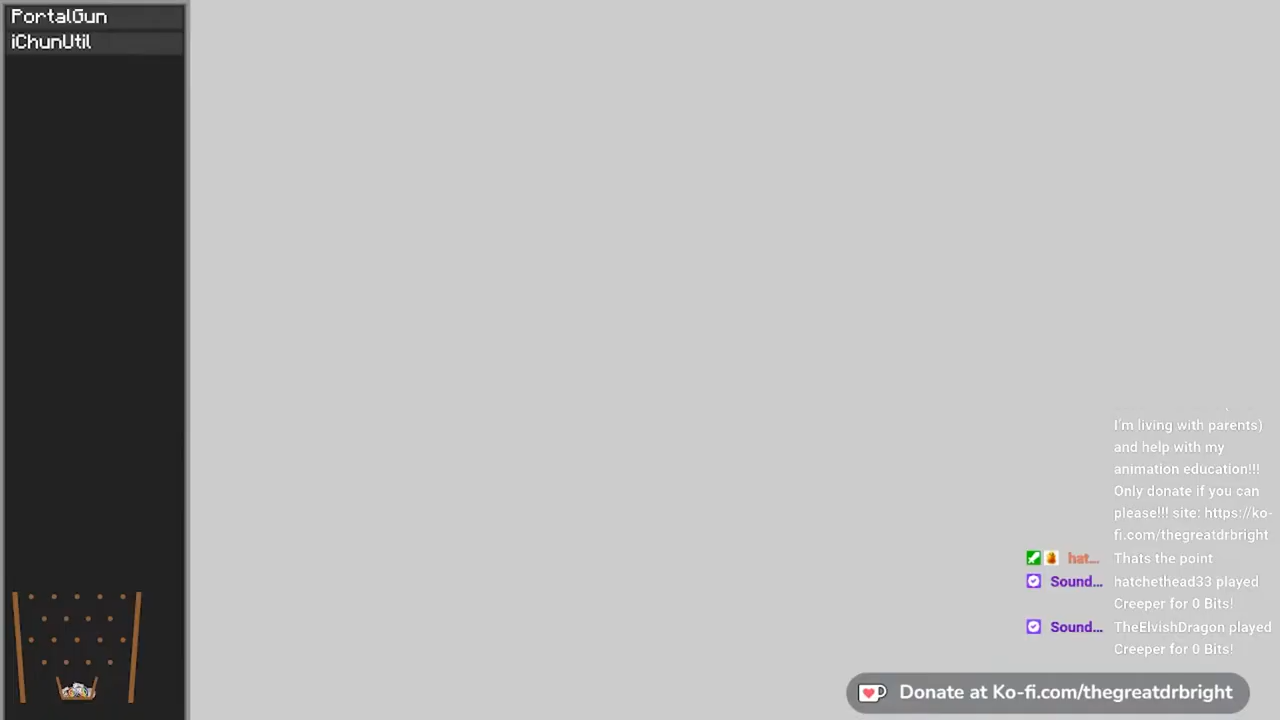 PortalGun
iChunUtil
I'm living with parents)
and help with my
animation education!!!
Only donate if you can
please!!! site: https://ko-
fi.com/thegreatdrbright
hat... Thats the point
Sound... hatchethead33 played
Creeper for 0 Bits!
Sound... TheElvishDragon played
Creeper for 0 Bits!
Donate at Ko-fi.com/thegreatdrbright